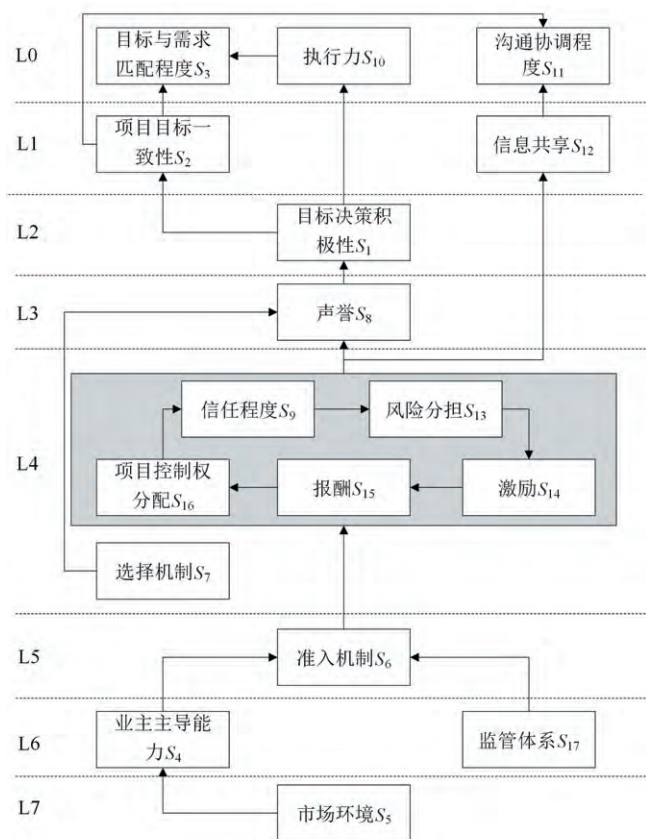 L0
目标与需求
匹配程度S3
执行力S10
沟通协调程
度S11
L1
项目目标一
致性S2
信息共享S12
L2
目标决策积
极性S1
L3
声誉S8
L4
信任程度S9
风险分担S13
项目控制权
分配S16
报酬S15
激励S14
选择机制S7
L5
准入机制S6
L6
业主主导能
力S4
监管体系S17
L7
市场环境S5